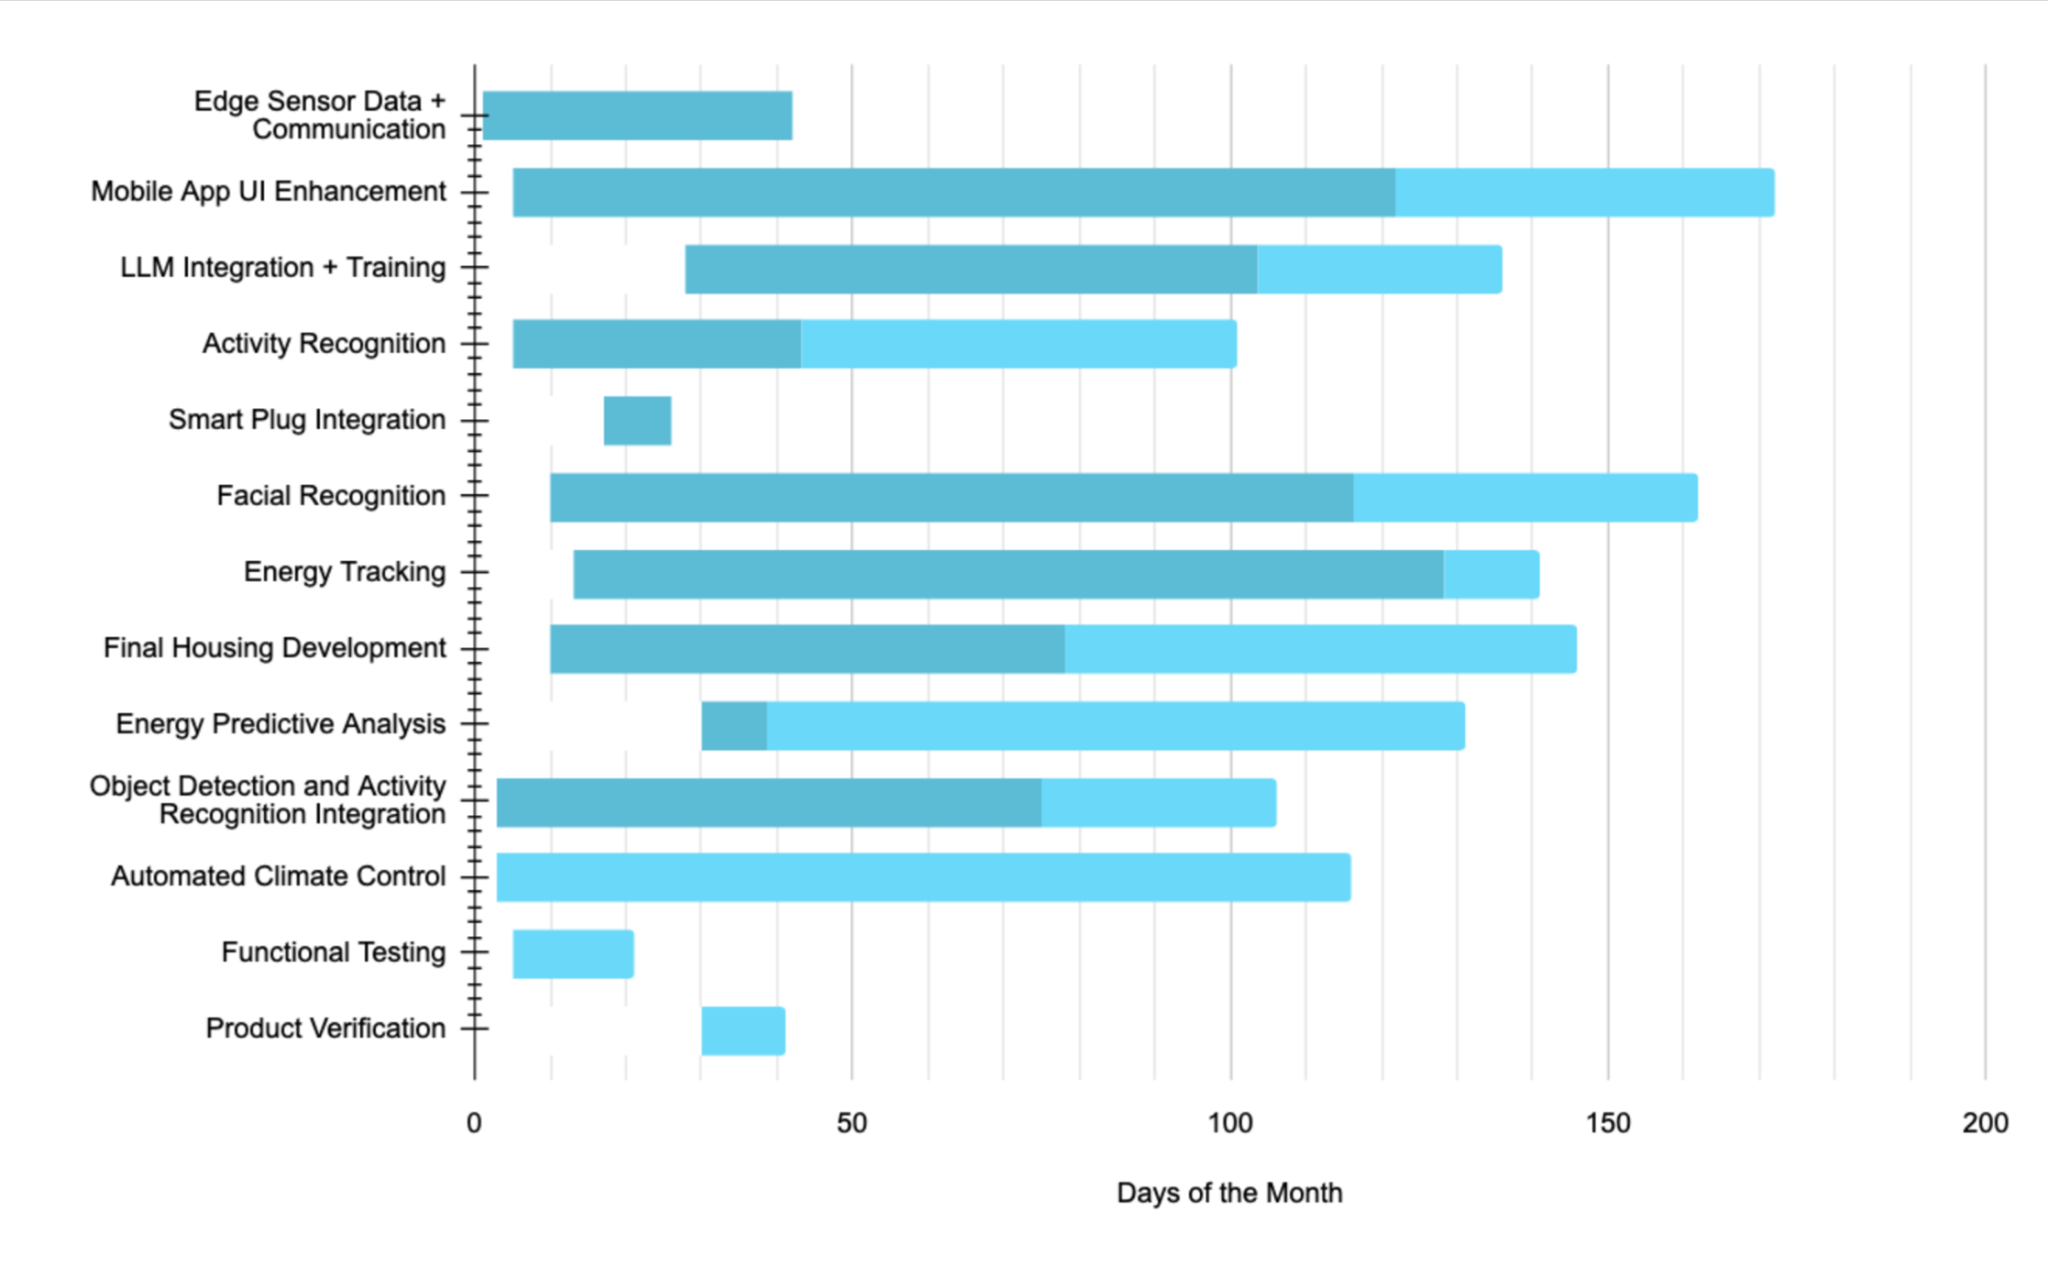 Edge Sensor Data +
Communication
Mobile App UI Enhancement
LLM Integration + Training
Activity Recognition
Smart Plug Integration
Facial Recognition
Energy Tracking
Final Housing Development
Energy Predictive Analysis
Object Detection and Activity
Recognition Integration
Automated Climate Control
Functional Testing
Product Verification
0 50 100 150 200
Days of the Month